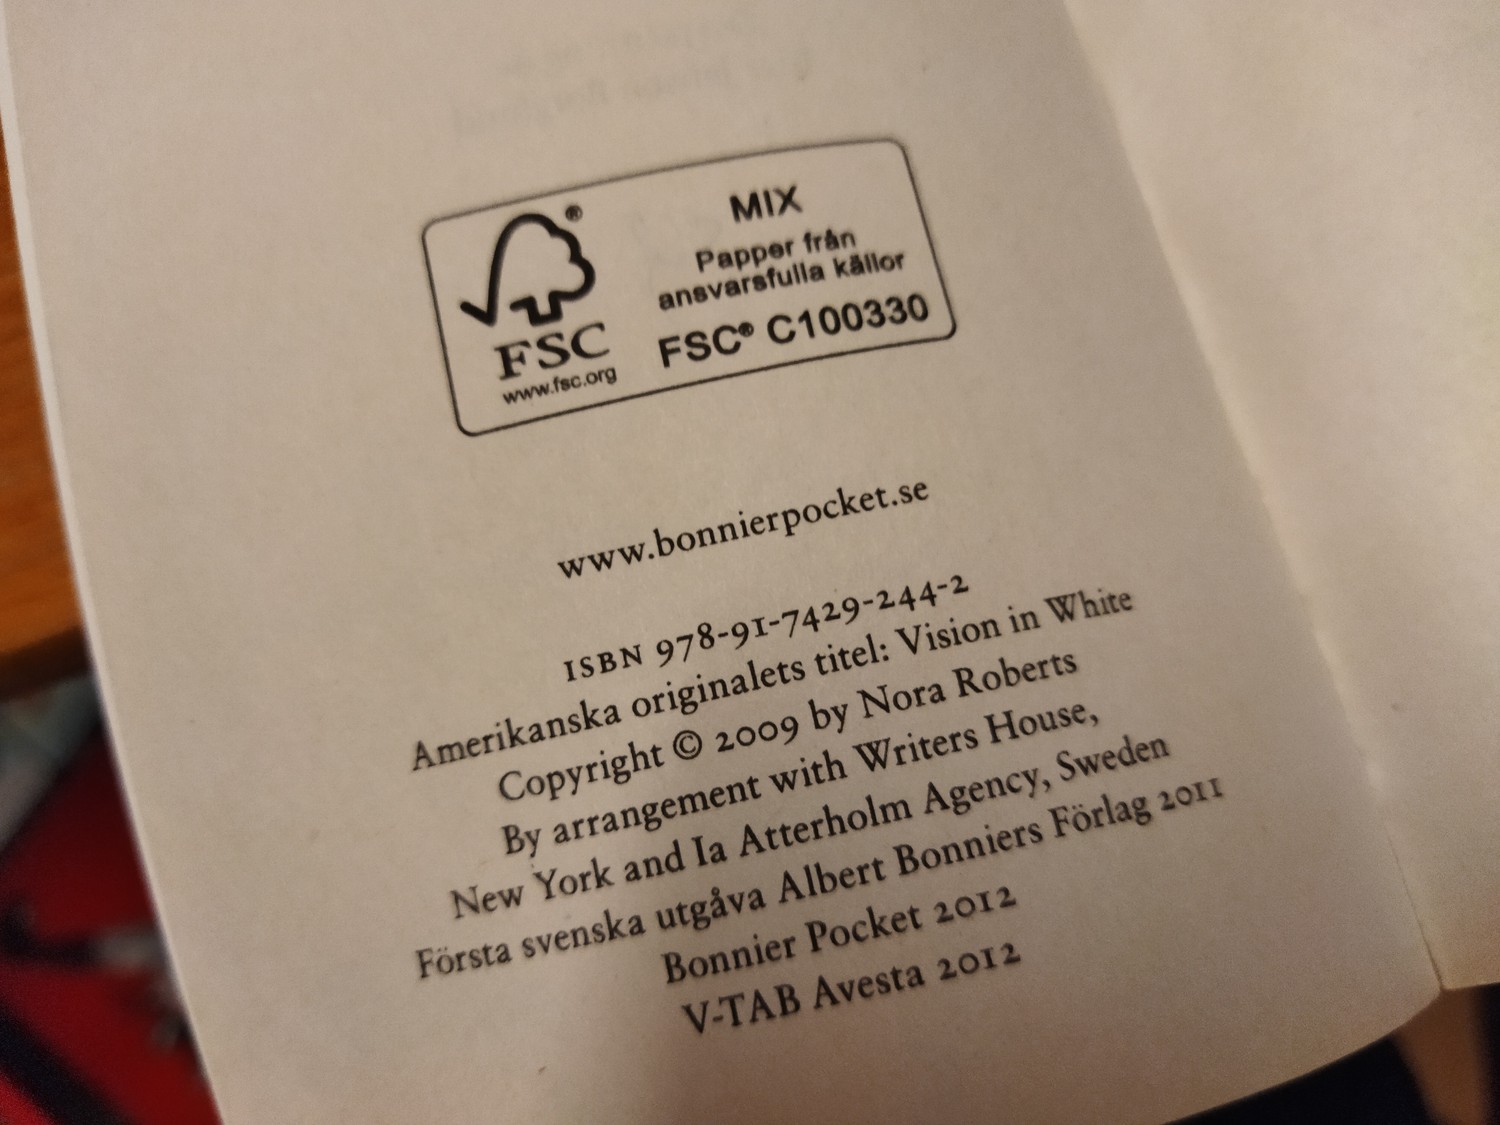 MIX
Papper från
ansvarsfulla källor
FSC® C100330
®
FSC
www.fsc.org
www.bonnierpocket.se
ISBN 978-91-7429-244-2
Amerikanska originalets titel: Vision in White
Copyright © 2009 by Nora Roberts
By arrangement with Writers House,
New York and Ia Atterholm Agency, Sweden
Första svenska utgåva Albert Bonniers Förlag 2011
Bonnier Pocket 2012
V-TAB Avesta 2012